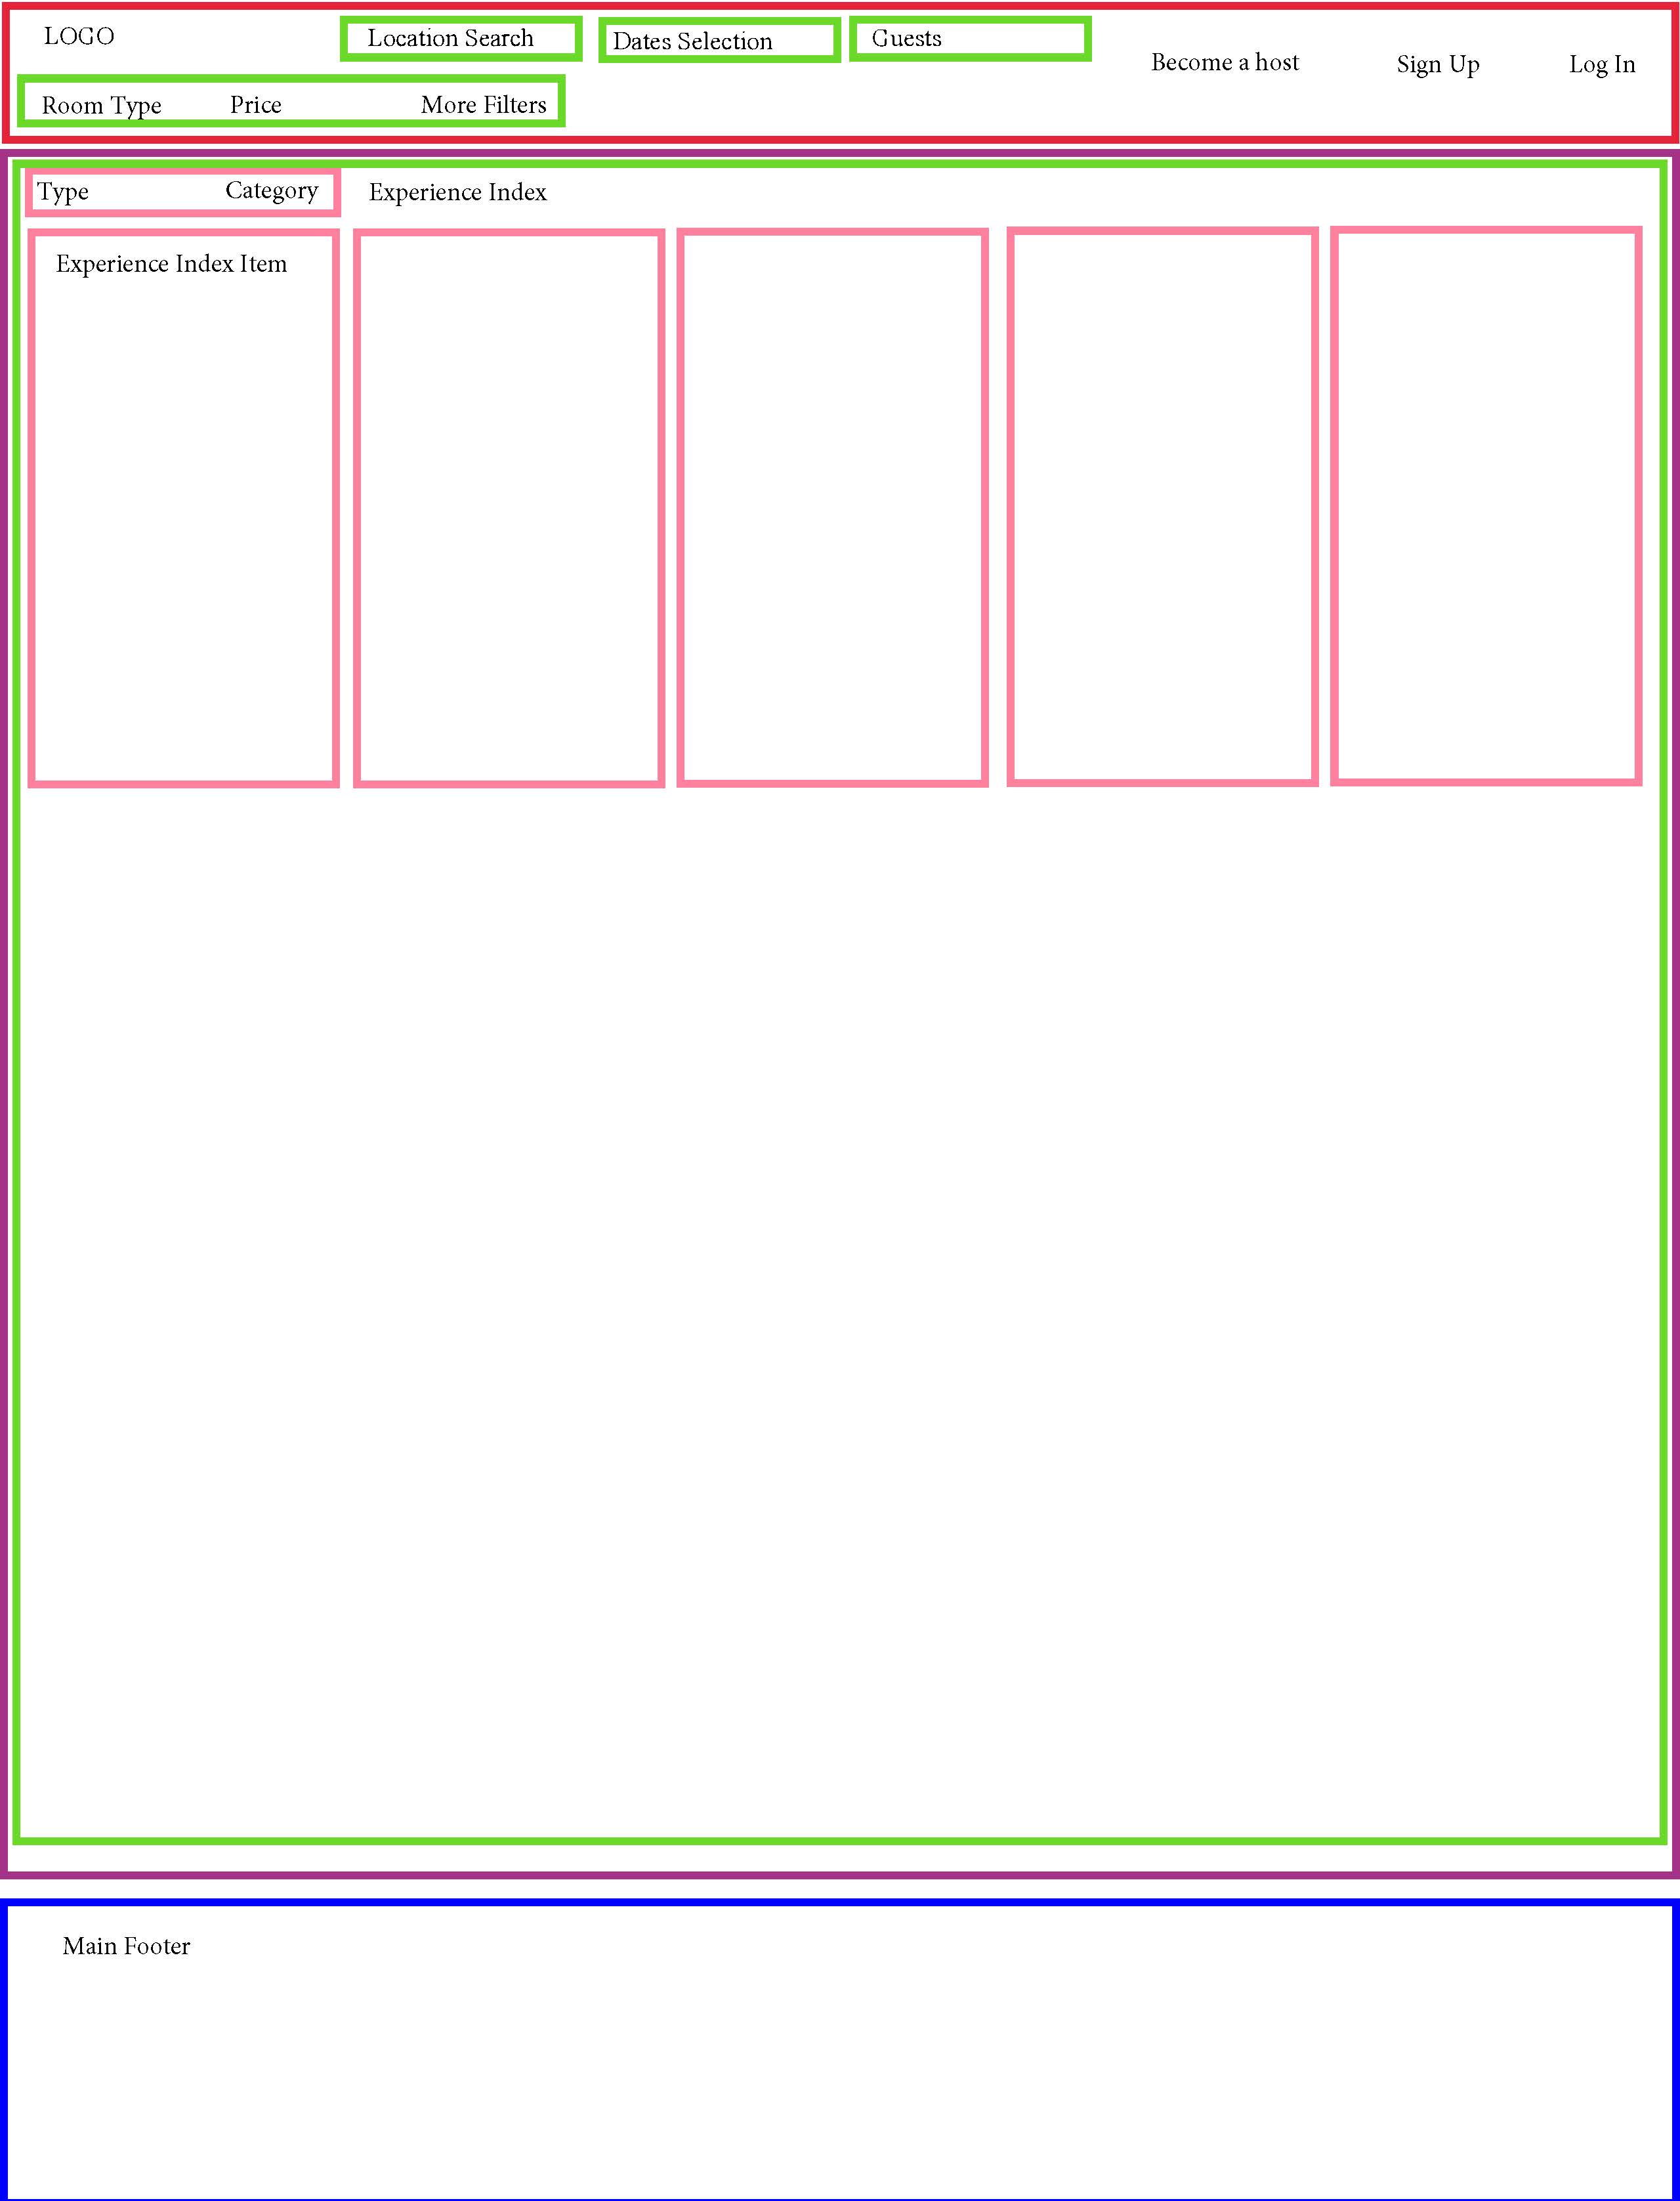 LOGO
Location Search
Dates Selection
Guests
Become a host
Sign Up
Log In
Room Type
Price
More Filters
Type
Category
Experience Index
Experience Index Item
Main Footer